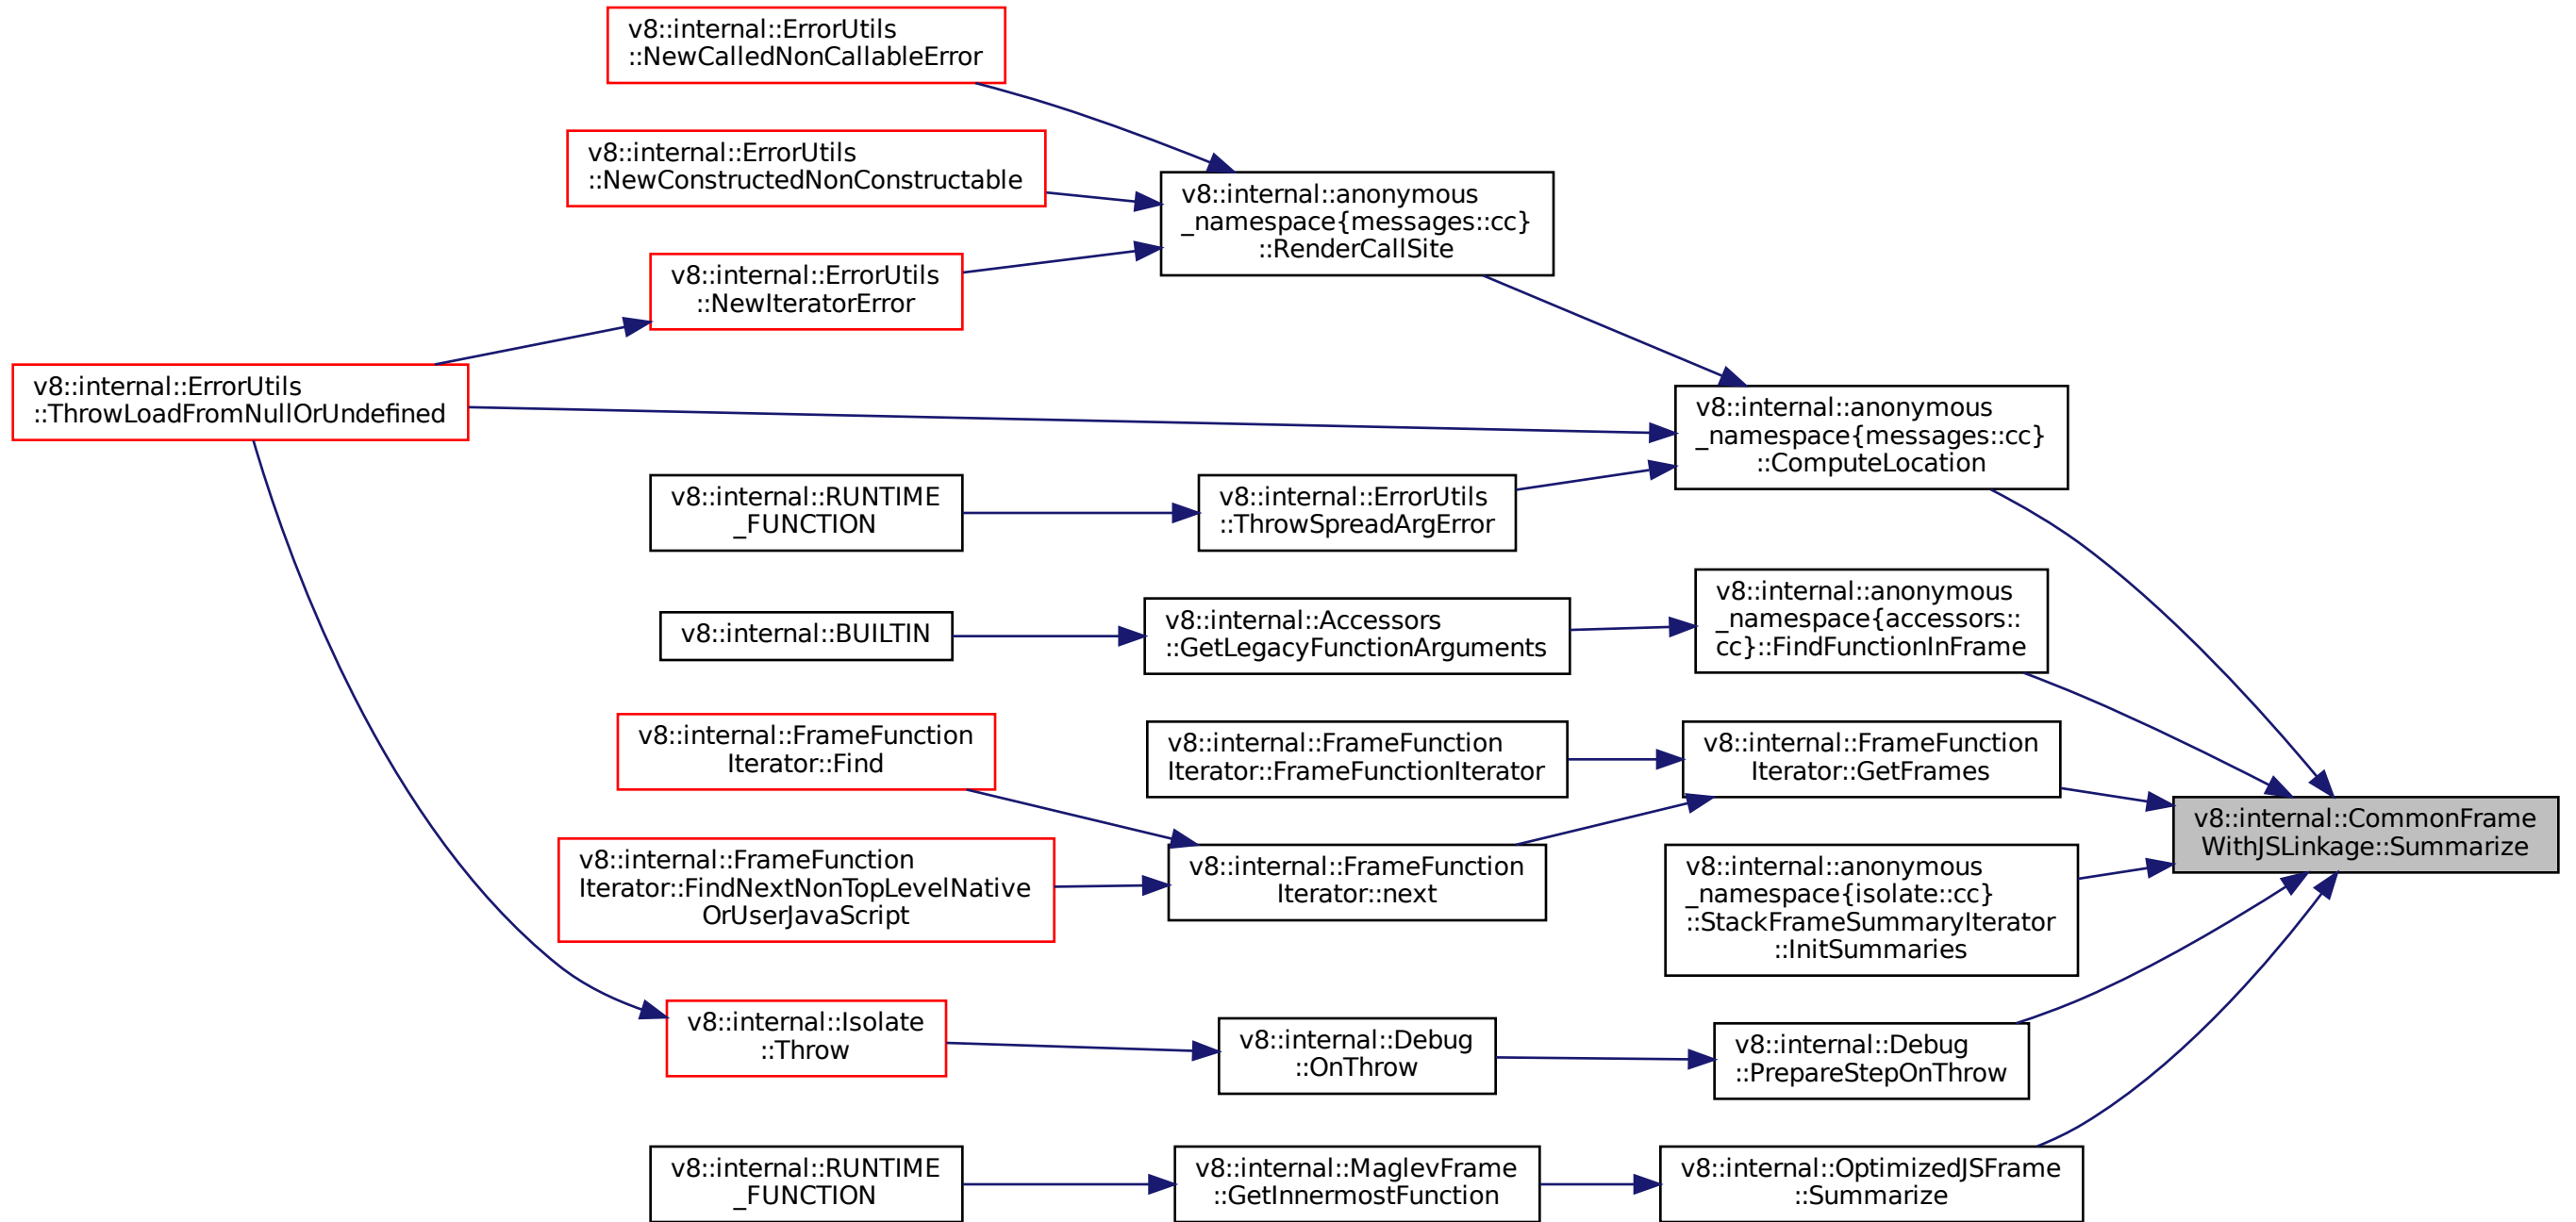 v8::internal::ErrorUtils
::NewCalledNonCallableError
v8::internal::ErrorUtils
::NewConstructedNonConstructable
v8::internal::anonymous
_namespace{messages::cc}
::RenderCallSite
v8::internal::ErrorUtils
::NewIteratorError
v8::internal::ErrorUtils
::ThrowLoadFromNullOrUndefined
v8::internal::anonymous
_namespace{messages::cc}
::ComputeLocation
v8::internal::RUNTIME
_FUNCTION
v8::internal::ErrorUtils
::ThrowSpreadArgError
v8::internal::BUILTIN
v8::internal::Accessors
::GetLegacyFunctionArguments
v8::internal::anonymous
_namespace{accessors::
cc}::FindFunctionInFrame
v8::internal::FrameFunction
Iterator::Find
v8::internal::FrameFunction
Iterator::FrameFunctionIterator
v8::internal::FrameFunction
Iterator::GetFrames
v8::internal::CommonFrame
WithJSLinkage::Summarize
v8::internal::FrameFunction
Iterator::FindNextNonTopLevelNative
OrUserJavaScript
v8::internal::FrameFunction
Iterator::next
v8::internal::anonymous
_namespace{isolate::cc}
::StackFrameSummaryIterator
::InitSummaries
v8::internal::Isolate
::Throw
v8::internal::Debug
::OnThrow
v8::internal::Debug
::PrepareStepOnThrow
v8::internal::RUNTIME
_FUNCTION
v8::internal::MaglevFrame
::GetInnermostFunction
v8::internal::OptimizedJSFrame
::Summarize